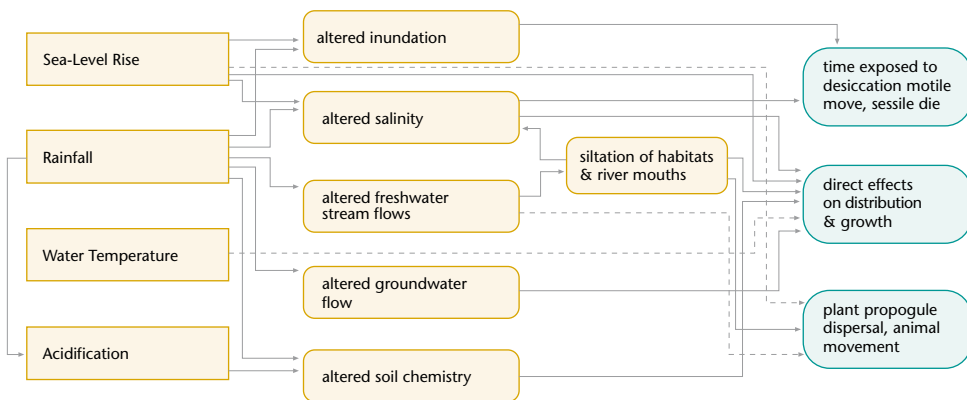 Sea-Level Rise
Rainfall
Water Temperature
Acidification
altered inundation
altered salinity
altered freshwater
stream flows
altered groundwater
flow
altered soil chemistry
siltation of habitats
& river mouths
time exposed to
desiccation motile
move, sessile die
direct effects
on distribution
& growth
plant propogule
dispersal, animal
movement